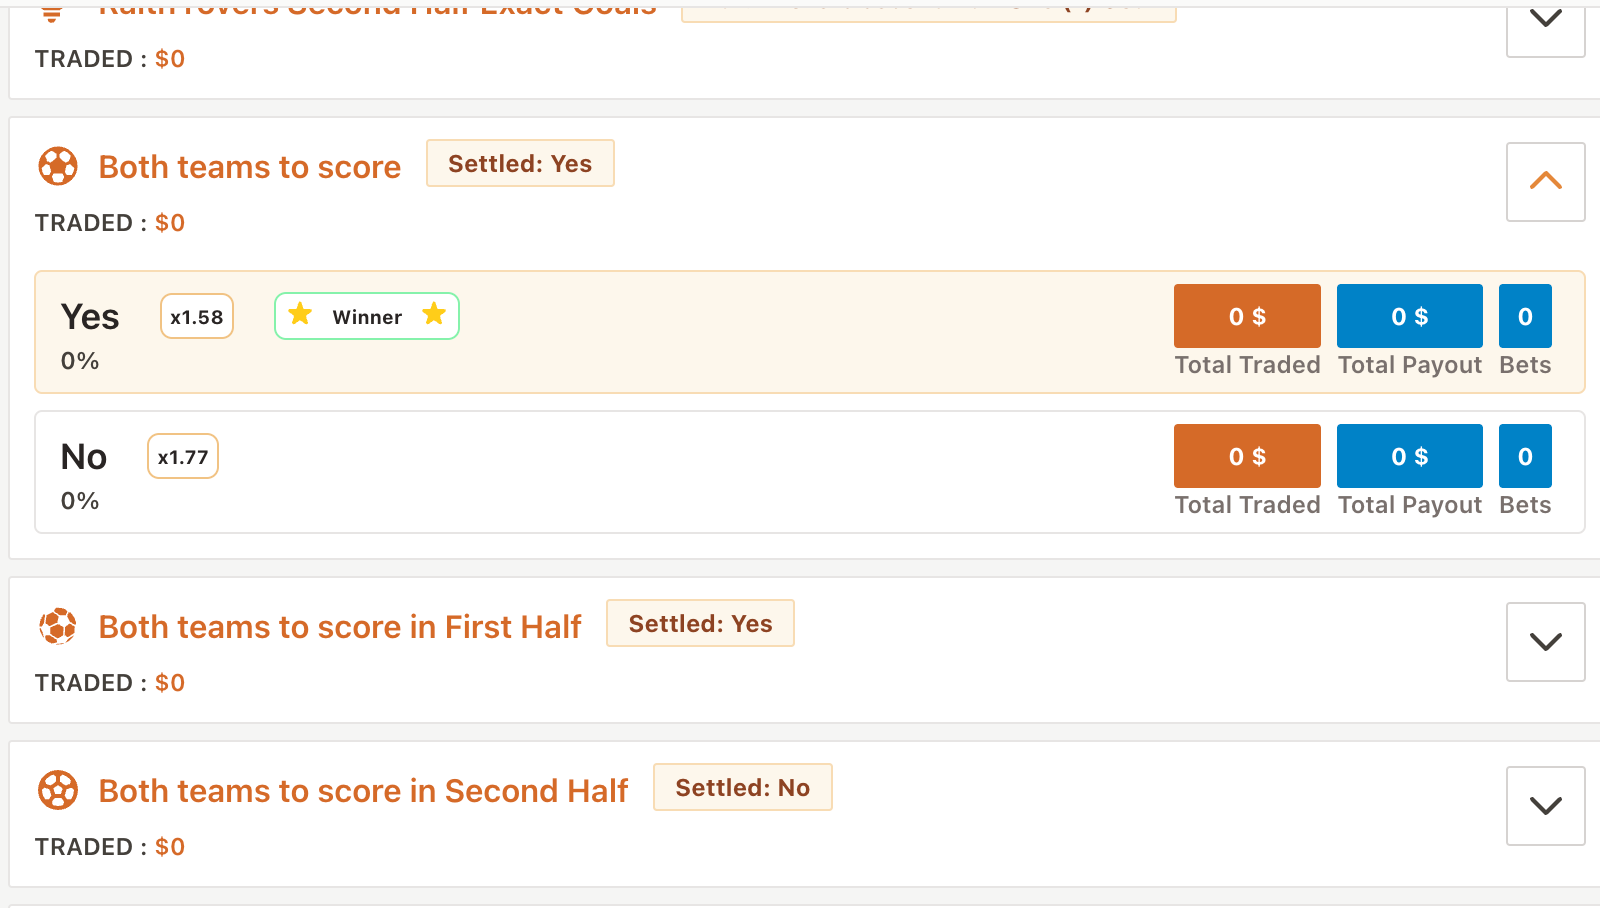 Raith rovers Second Half Exact Goals
TRADED : $0
Both teams to score
Settled: Yes
TRADED : $0
Yes
x1.58
Winner
0%
0 $
0 $
0
Total Traded
Total Payout
Bets
No
x1.77
0%
0 $
0 $
0
Total Traded
Total Payout
Bets
Both teams to score in First Half
Settled: Yes
TRADED : $0
Both teams to score in Second Half
Settled: No
TRADED : $0